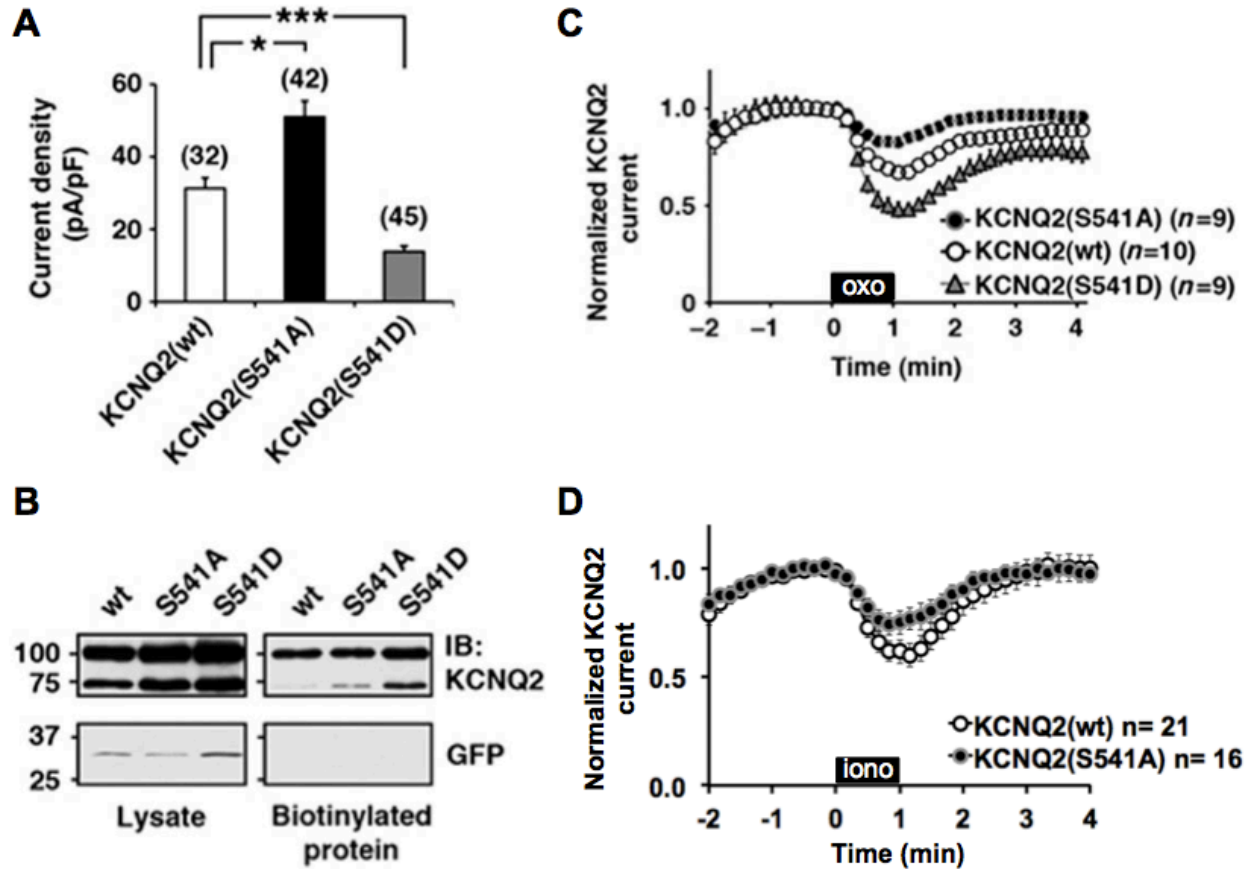 A
***
*
Current density
(pA/pF)
60
40
20
0
(32)
(42)
(45)
KCNQ2(wt)
KCNQ2(S541A)
KCNQ2(S541D)
B
wt
S541A
S541D
wt
S541A
S541D
100
75
IB:
KCNQ2
37
25
GFP
Lysate
Biotinylated
protein
C
Normalized KCNQ2
current
1.0
0.5
0
KCNQ2(S541A) (n=9)
KCNQ2(wt) (n=10)
KCNQ2(S541D) (n=9)
oxo
–2 –1 0 1 2 3 4
Time (min)
D
Normalized KCNQ2
current
1.0
0.5
0.0
KCNQ2(wt) n= 21
KCNQ2(S541A) n= 16
iono
-2 -1 0 1 2 3 4
Time (min)